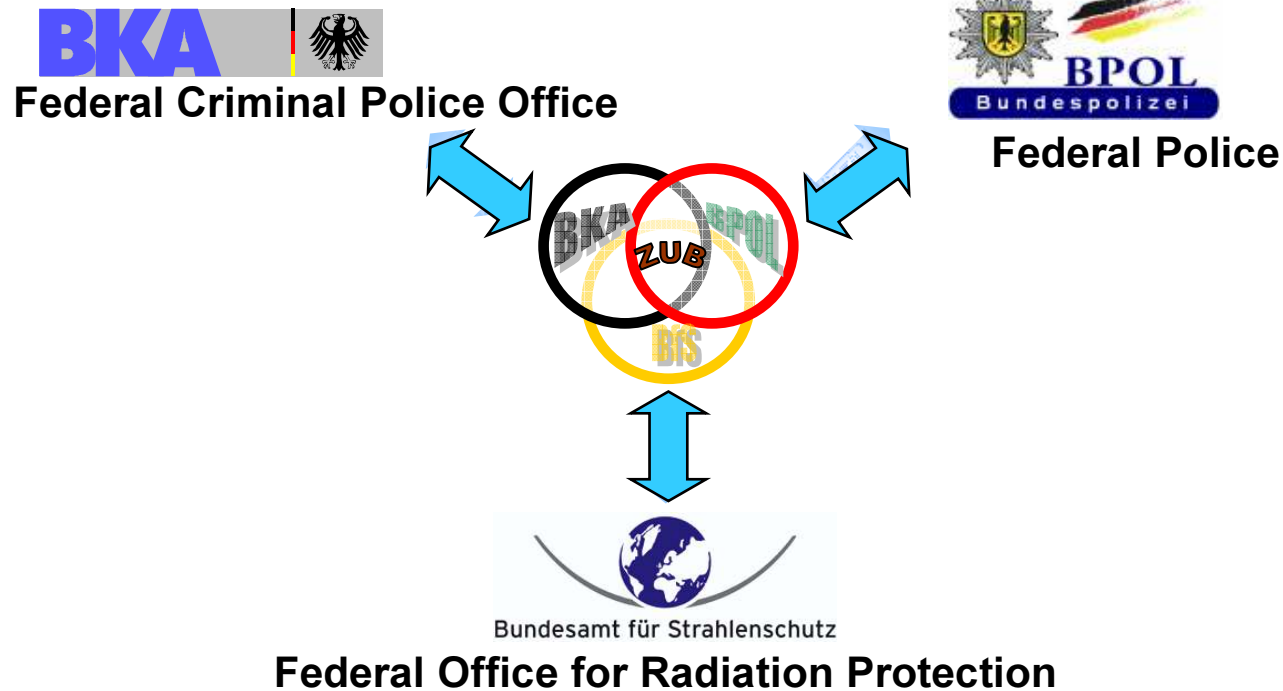 BKA
Federal Criminal Police Office
BPOL
Bundespolizei
Federal Police
BKA
BPOL
ZUB
BfS
Bundesamt für Strahlenschutz
Federal Office for Radiation Protection